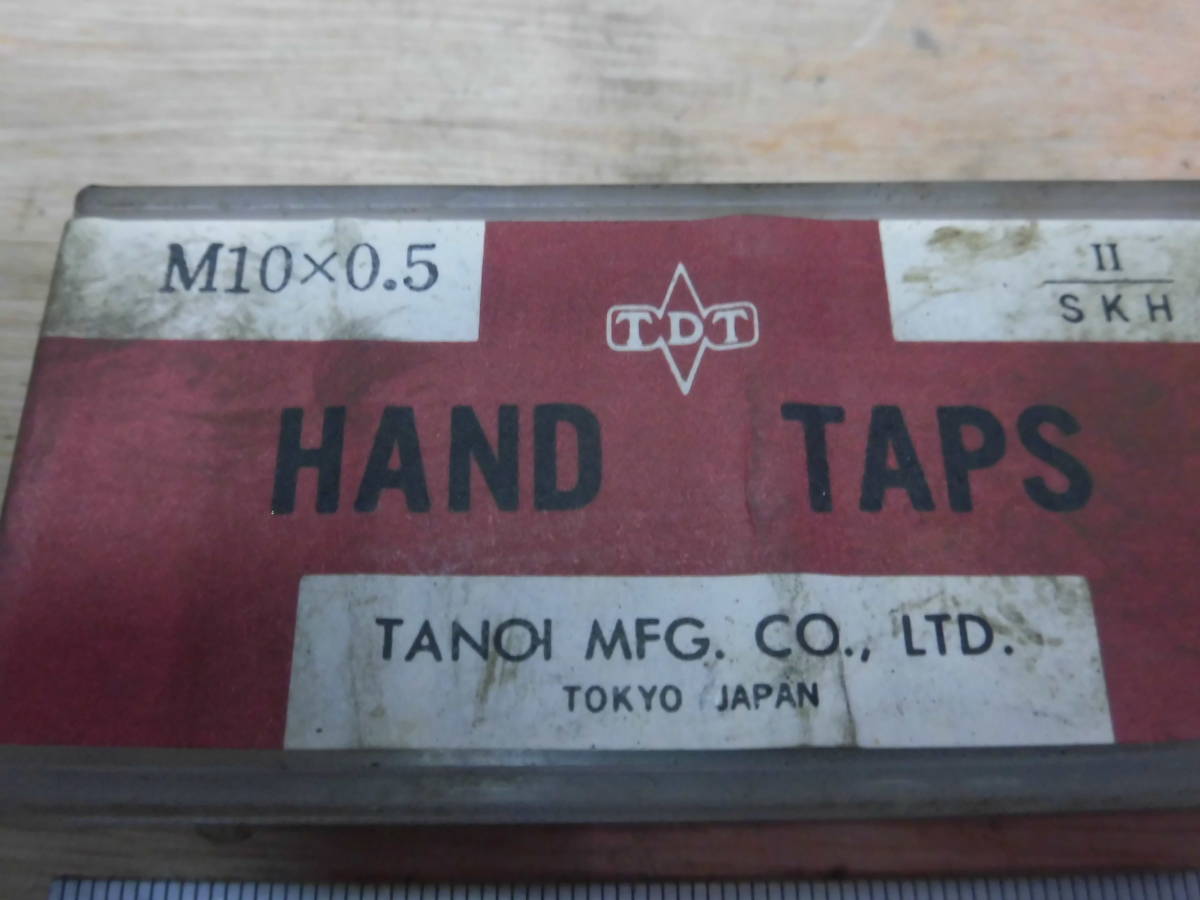 M10×0.5
TDT
II
SKH
HAND TAPS
TANOI MFG. CO., LTD.
TOKYO JAPAN